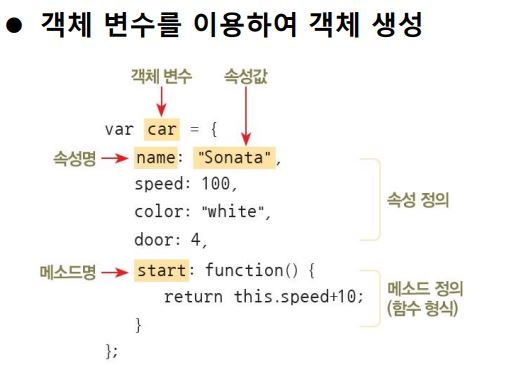 ● 객체 변수를 이용하여 객체 생성
객체 변수 속성값
var car = {
속성명 name: "Sonata",
speed: 100,
color: "white",
속성 정의
door: 4,
메소드명 start: function() {
메소드 정의
return this.speed+10;
(함수 형식)
}
};